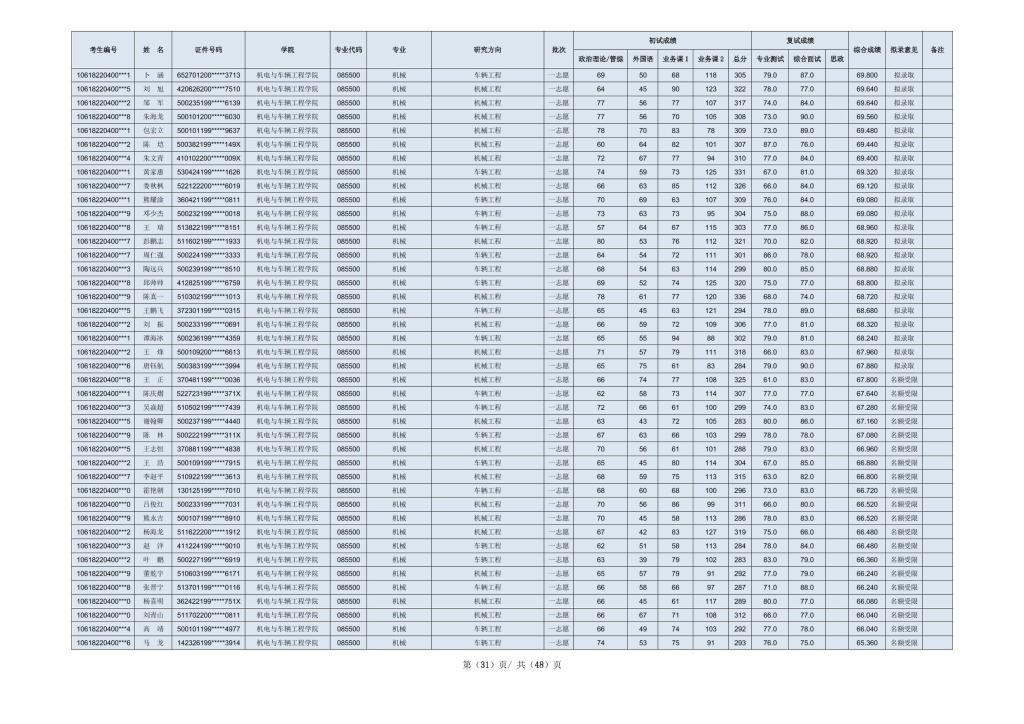 考生编号 姓 名 证件号码 学院 专业代码 专业 研究方向 批次 初试成绩 复试成绩 综合成绩 拟录意见 备注
政治理论/管综 外国语 业务课1 业务课2 总分 专业测试 综合面试 思政
10618220400***1 卜 涵 652701200*****3713 机电与车辆工程学院 085500 机械 车辆工程 一志愿 69 50 68 118 305 79.0 87.0 69.800 拟录取
10618220400***5 刘 旭 420626200*****7510 机电与车辆工程学院 085500 机械 机械工程 一志愿 64 45 90 123 322 78.0 77.0 69.640 拟录取
10618220400***2 邹 军 500235199*****6139 机电与车辆工程学院 085500 机械 机械工程 一志愿 77 56 77 107 317 74.0 84.0 69.640 拟录取
10618220400***8 朱海龙 500101200*****6030 机电与车辆工程学院 085500 机械 机械工程 一志愿 77 56 70 105 308 73.0 90.0 69.560 拟录取
10618220400***1 包宏立 500101199*****9637 机电与车辆工程学院 085500 机械 车辆工程 一志愿 78 70 83 78 309 73.0 89.0 69.480 拟录取
10618220400***2 陈 培 500382199*****149X 机电与车辆工程学院 085500 机械 机械工程 一志愿 60 64 82 101 307 87.0 76.0 69.440 拟录取
10618220400***4 朱文青 410102200*****009X 机电与车辆工程学院 085500 机械 机械工程 一志愿 72 67 77 94 310 77.0 84.0 69.400 拟录取
10618220400***1 黄家惠 530424199*****1626 机电与车辆工程学院 085500 机械 车辆工程 一志愿 74 59 73 125 331 67.0 81.0 69.320 拟录取
10618220400***7 娄秋枫 522122200*****6019 机电与车辆工程学院 085500 机械 机械工程 一志愿 66 63 85 112 326 66.0 84.0 69.120 拟录取
10618220400***1 熊耀涂 360421199*****0811 机电与车辆工程学院 085500 机械 车辆工程 一志愿 70 69 63 107 309 76.0 84.0 69.080 拟录取
10618220400***9 邓少杰 500232199*****0018 机电与车辆工程学院 085500 机械 车辆工程 一志愿 73 63 73 95 304 75.0 88.0 69.080 拟录取
10618220400***8 王 琦 513822199*****8151 机电与车辆工程学院 085500 机械 车辆工程 一志愿 57 64 67 115 303 77.0 86.0 68.960 拟录取
10618220400***7 彭鹏志 511602199*****1933 机电与车辆工程学院 085500 机械 机械工程 一志愿 80 53 76 112 321 70.0 82.0 68.920 拟录取
10618220400***7 周仁强 500224199*****3333 机电与车辆工程学院 085500 机械 车辆工程 一志愿 64 54 72 111 301 86.0 78.0 68.920 拟录取
10618220400***3 陶远兵 500239199*****8510 机电与车辆工程学院 085500 机械 车辆工程 一志愿 68 54 63 114 299 80.0 85.0 68.880 拟录取
10618220400***8 邱帅帅 412825199*****6759 机电与车辆工程学院 085500 机械 车辆工程 一志愿 69 52 74 125 320 75.0 77.0 68.800 拟录取
10618220400***9 陈真一 510302199*****1013 机电与车辆工程学院 085500 机械 机械工程 一志愿 78 61 77 120 336 68.0 74.0 68.720 拟录取
10618220400***5 王鹏飞 372301199*****0315 机电与车辆工程学院 085500 机械 车辆工程 一志愿 65 45 63 121 294 78.0 89.0 68.680 拟录取
10618220400***2 刘 振 500233199*****0691 机电与车辆工程学院 085500 机械 机械工程 一志愿 66 59 72 109 306 77.0 81.0 68.320 拟录取
10618220400***1 谭海冰 500236199*****4359 机电与车辆工程学院 085500 机械 车辆工程 一志愿 65 55 94 88 302 79.0 81.0 68.240 拟录取
10618220400***2 王 烽 500109200*****6613 机电与车辆工程学院 085500 机械 机械工程 一志愿 71 57 79 111 318 66.0 83.0 67.960 拟录取
10618220400***6 唐钰航 500383199*****3994 机电与车辆工程学院 085500 机械 车辆工程 一志愿 65 75 61 83 284 79.0 90.0 67.880 拟录取
10618220400***8 王 正 370481199*****0036 机电与车辆工程学院 085500 机械 机械工程 一志愿 66 74 77 108 325 61.0 83.0 67.800 名额受限
10618220400***1 陈庆熠 522723199*****371X 机电与车辆工程学院 085500 机械 车辆工程 一志愿 62 58 73 114 307 77.0 77.0 67.640 名额受限
10618220400***3 吴焱超 510502199*****7439 机电与车辆工程学院 085500 机械 机械工程 一志愿 72 66 61 100 299 74.0 83.0 67.280 名额受限
10618220400***5 谢翰卿 500237199*****4440 机电与车辆工程学院 085500 机械 车辆工程 一志愿 63 43 72 105 283 80.0 86.0 67.160 名额受限
10618220400***9 陈 林 500222199*****311X 机电与车辆工程学院 085500 机械 车辆工程 一志愿 67 63 66 103 299 78.0 78.0 67.080 名额受限
10618220400***5 王志恒 370881199*****4838 机电与车辆工程学院 085500 机械 机械工程 一志愿 70 56 61 101 288 79.0 83.0 66.960 名额受限
10618220400***2 王 浩 500109199*****7915 机电与车辆工程学院 085500 机械 车辆工程 一志愿 65 45 80 114 304 67.0 85.0 66.880 名额受限
10618220400***7 李赵平 510922199*****3613 机电与车辆工程学院 085500 机械 机械工程 一志愿 68 59 75 113 315 63.0 82.0 66.800 名额受限
10618220400***0 霍艳朝 130125199*****7010 机电与车辆工程学院 085500 机械 车辆工程 一志愿 68 60 68 100 296 73.0 83.0 66.720 名额受限
10618220400***0 吕俊红 500233199*****7031 机电与车辆工程学院 085500 机械 机械工程 一志愿 70 56 86 99 311 66.0 80.0 66.520 名额受限
10618220400***9 熊永吉 500107199*****8910 机电与车辆工程学院 085500 机械 机械工程 一志愿 70 45 58 113 286 78.0 83.0 66.520 名额受限
10618220400***2 杨海龙 511622200*****1912 机电与车辆工程学院 085500 机械 机械工程 一志愿 67 42 83 127 319 75.0 66.0 66.480 名额受限
10618220400***3 赵 洋 411224199*****9010 机电与车辆工程学院 085500 机械 车辆工程 一志愿 62 51 58 113 284 78.0 84.0 66.480 名额受限
10618220400***2 叶 鹏 500227199*****6919 机电与车辆工程学院 085500 机械 机械工程 一志愿 63 39 79 102 283 83.0 79.0 66.360 名额受限
10618220400***9 董乾宇 510603199*****6171 机电与车辆工程学院 085500 机械 机械工程 一志愿 65 57 79 91 292 77.0 79.0 66.240 名额受限
10618220400***8 张晋宁 513701199*****0116 机电与车辆工程学院 085500 机械 车辆工程 一志愿 66 58 66 97 287 71.0 88.0 66.240 名额受限
10618220400***0 杨喜明 362422199*****751X 机电与车辆工程学院 085500 机械 机械工程 一志愿 66 45 61 117 289 80.0 77.0 66.080 名额受限
10618220400***0 刘青山 511702200*****0811 机电与车辆工程学院 085500 机械 机械工程 一志愿 66 67 71 108 312 66.0 77.0 66.040 名额受限
10618220400***4 高 靖 500101199*****4977 机电与车辆工程学院 085500 机械 车辆工程 一志愿 66 49 74 103 292 77.0 78.0 66.040 名额受限
10618220400***6 马 龙 142326199*****3914 机电与车辆工程学院 085500 机械 车辆工程 一志愿 74 53 75 91 293 76.0 75.0 65.360 名额受限
第（31）页/ 共（48）页